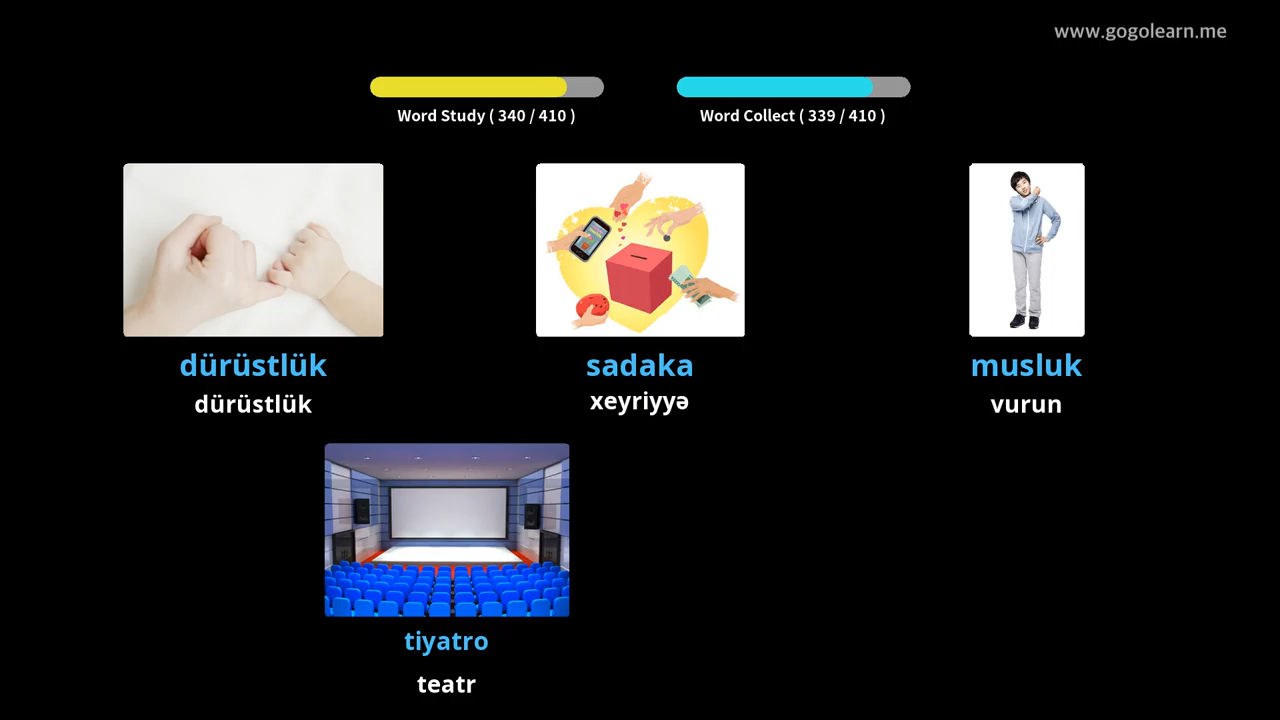 www.gogolearn.me
Word Study ( 340 / 410 )
Word Collect ( 339 / 410 )
dürüstlük
dürüstlük
sadaka
xeyriyyə
musluk
vurun
tiyatro
teatr